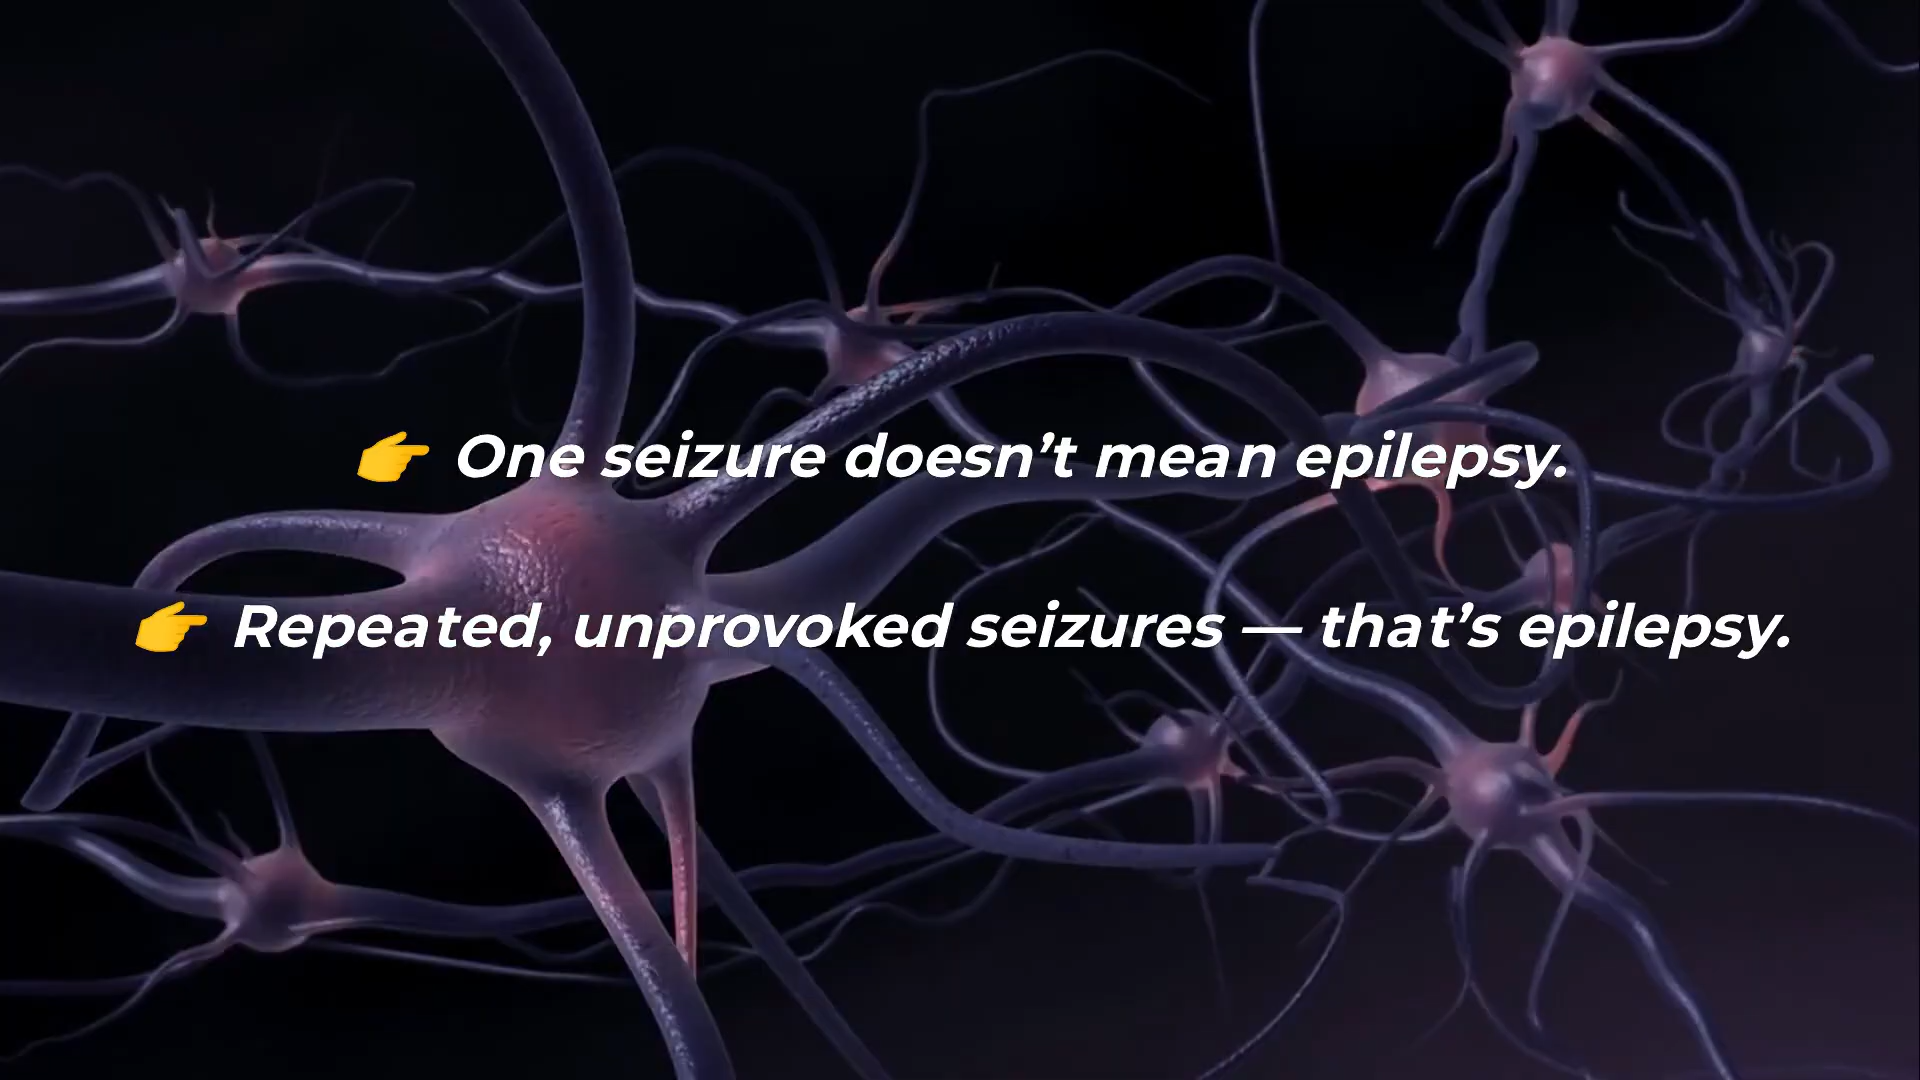 👉 One seizure doesn’t mean epilepsy.
👉 Repeated, unprovoked seizures — that’s epilepsy.